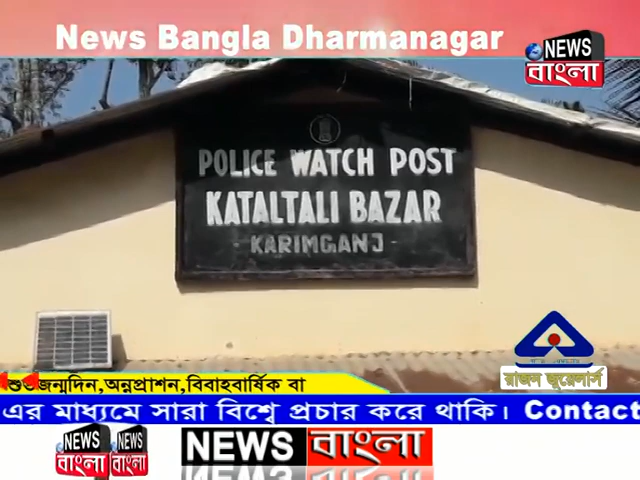 News Bangla Dharmanagar
NEWS
বাংলা
POLICE WATCH POST
KATALTALI BAZAR
- KARIMGANJ -
রাজন জুয়েলার্স
শুভজন্মদিন,অন্নপ্রাশন,বিবাহবার্ষিক বা
এর মাধ্যমে সারা বিশ্বে প্রচার করে থাকি। Contact
NEWS
বাংলা
NEWS
বাংলা
NEWS বাংলা